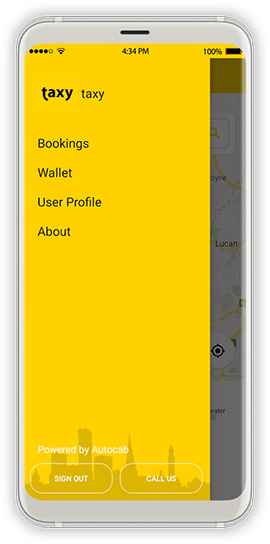 4:34 PM
100%
taxy taxy
Bookings
oyne
Wallet
User Profile
About
Lucan
Powered by Autocab
SIGN OUT
CALL US